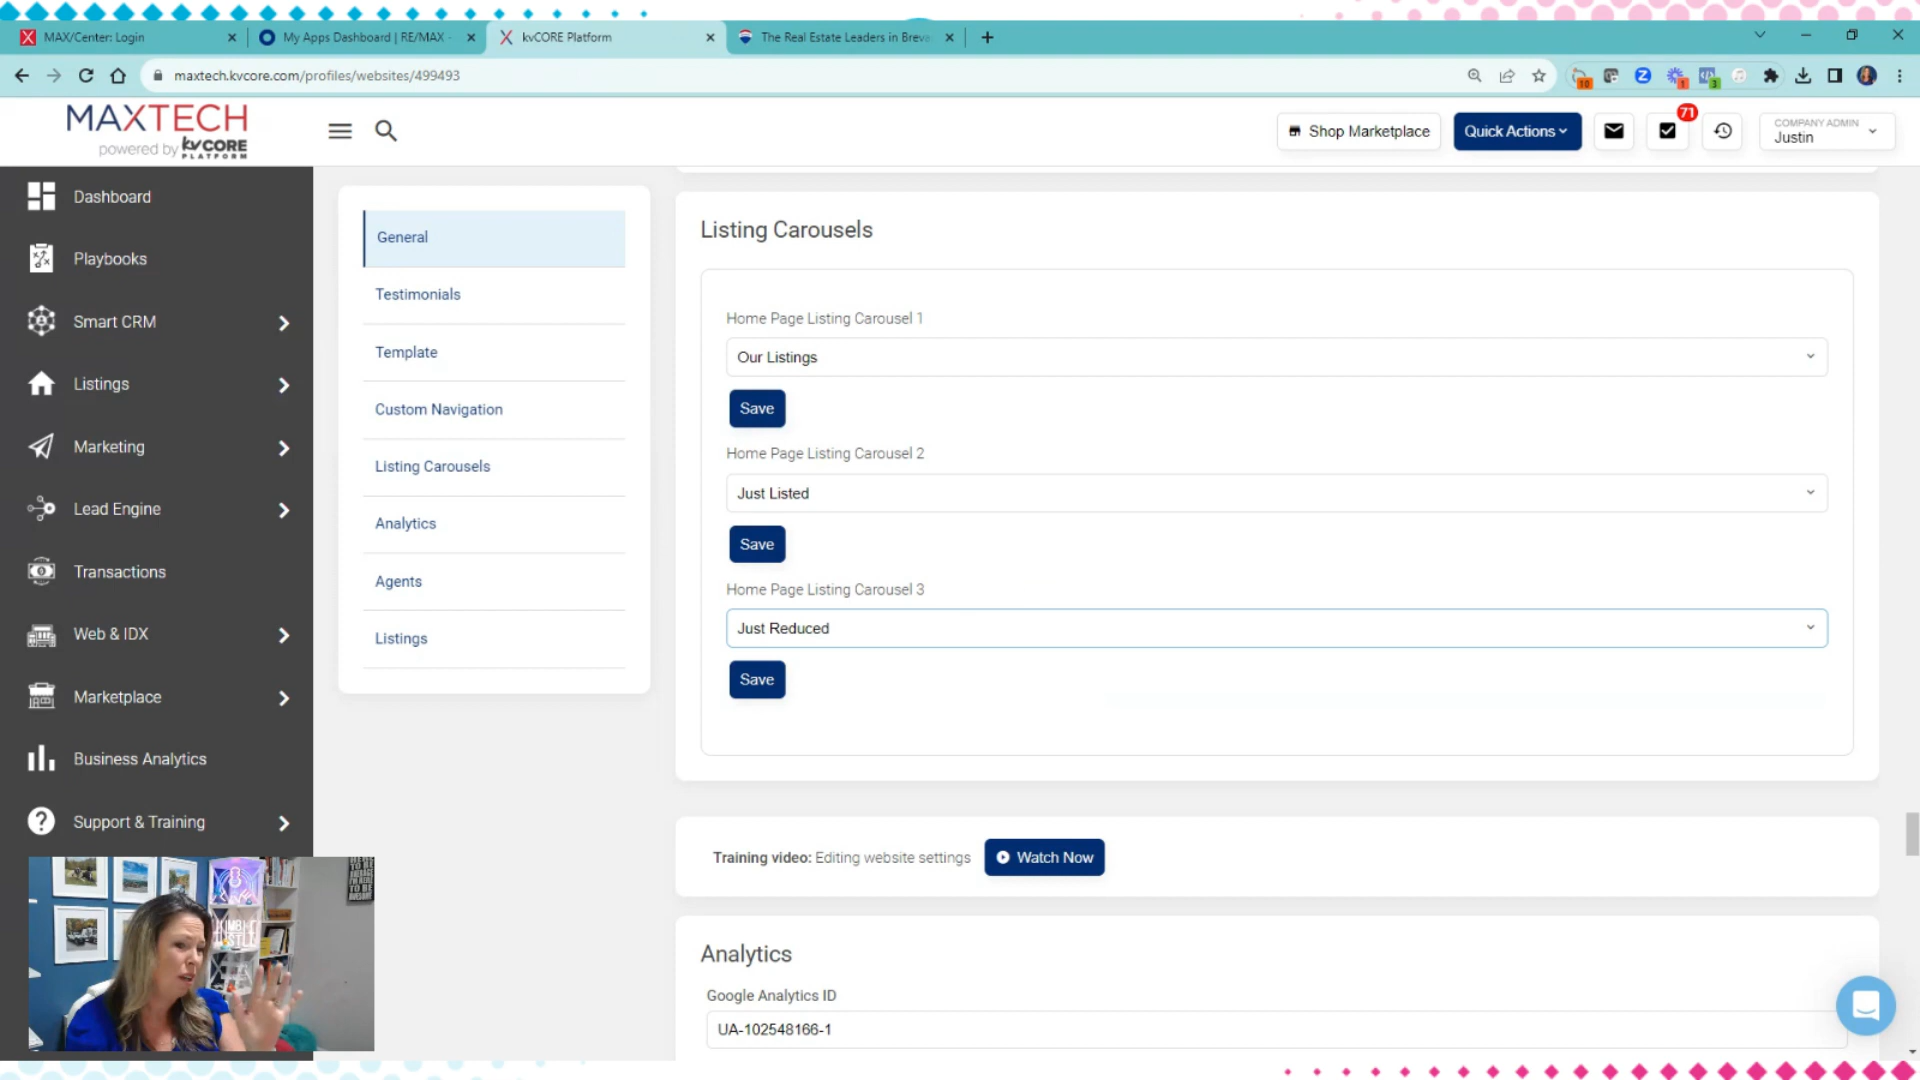 MAX/Center: Login
My Apps Dashboard | RE/MAX -
kvCORE Platform
The Real Estate Leaders in Breva
maxtech.kvcore.com/profiles/websites/499493
10
1
3
MAXTECH
powered by kvCORE
PLATFORM
Shop Marketplace
Quick Actions
71
COMPANY ADMIN
Justin
Dashboard
Playbooks
Smart CRM
Listings
Marketing
Lead Engine
Transactions
Web & IDX
Marketplace
Business Analytics
Support & Training
General
Testimonials
Template
Custom Navigation
Listing Carousels
Analytics
Agents
Listings
Listing Carousels
Home Page Listing Carousel 1
Our Listings
Save
Home Page Listing Carousel 2
Just Listed
Save
Home Page Listing Carousel 3
Just Reduced
Save
Training video: Editing website settings
Watch Now
Analytics
Google Analytics ID
UA-102548166-1